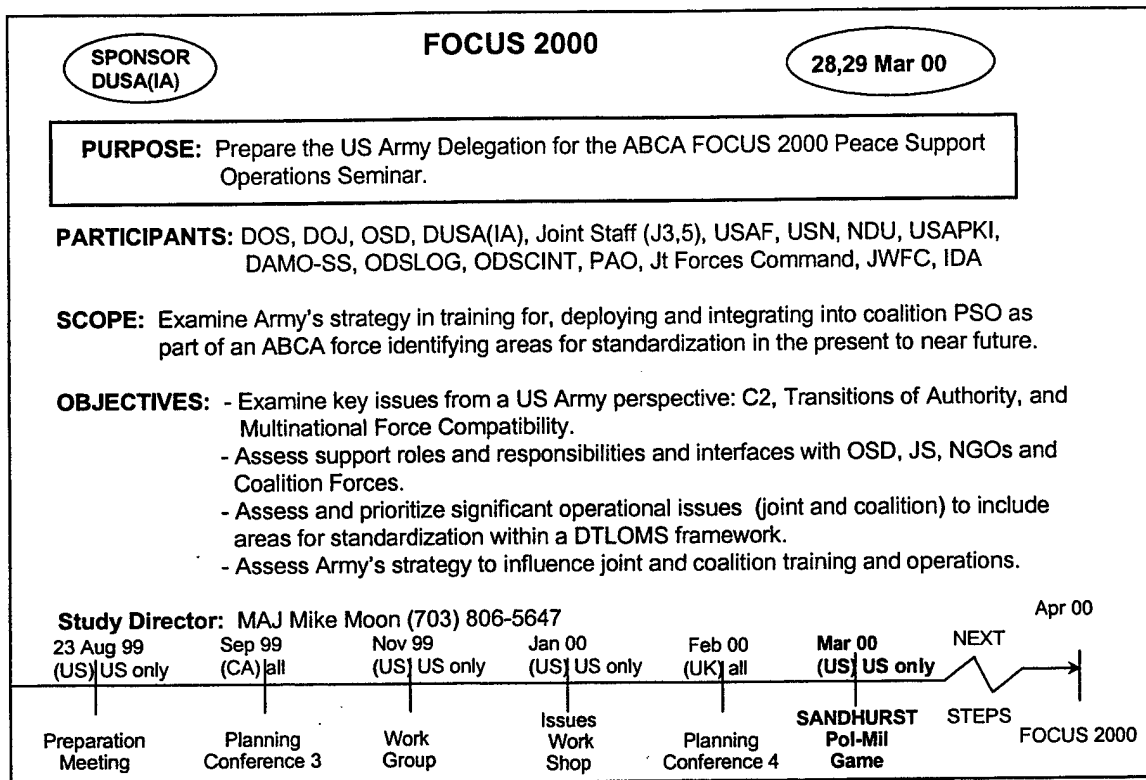 FOCUS 2000
SPONSOR
DUSA(IA)
28,29 Mar 00
PURPOSE: Prepare the US Army Delegation for the ABCA FOCUS 2000 Peace Support
Operations Seminar.
PARTICIPANTS: DOS, DOJ, OSD, DUSA(IA), Joint Staff (J3,5), USAF, USN, NDU, USAPKI,
DAMO-SS, ODSLOG, ODSCINT, PAO, Jt Forces Command, JWFC, IDA
SCOPE: Examine Army's strategy in training for, deploying and integrating into coalition PSO as
part of an ABCA force identifying areas for standardization in the present to near future.
OBJECTIVES: - Examine key issues from a US Army perspective: C2, Transitions of Authority, and
Multinational Force Compatibility.
- Assess support roles and responsibilities and interfaces with OSD, JS, NGOs and
Coalition Forces.
- Assess and prioritize significant operational issues (joint and coalition) to include
areas for standardization within a DTLOMS framework.
- Assess Army's strategy to influence joint and coalition training and operations.
Study Director: MAJ Mike Moon (703) 806-5647
23 Aug 99
(US) US only
Preparation
Meeting
Sep 99
(CA) all
Planning
Conference 3
Nov 99
(US) US only
Work
Group
Jan 00
(US) US only
Issues
Work
Shop
Feb 00
(UK) all
Planning
Conference 4
Mar 00
(US) US only
SANDHURST
Pol-Mil
Game
NEXT
STEPS
Apr 00
FOCUS 2000